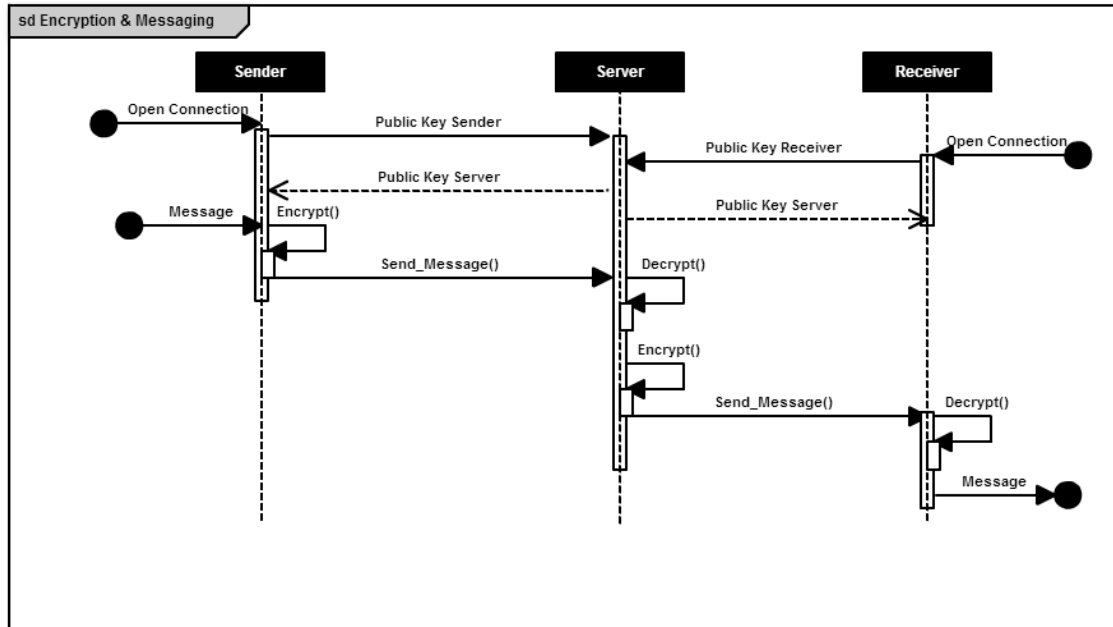 sd Encryption & Messaging
Sender
Server
Receiver
Open Connection
Public Key Sender
Public Key Receiver
Open Connection
Public Key Server
Public Key Server
Message
Encrypt()
Send_Message()
Decrypt()
Encrypt()
Send_Message()
Decrypt()
Message